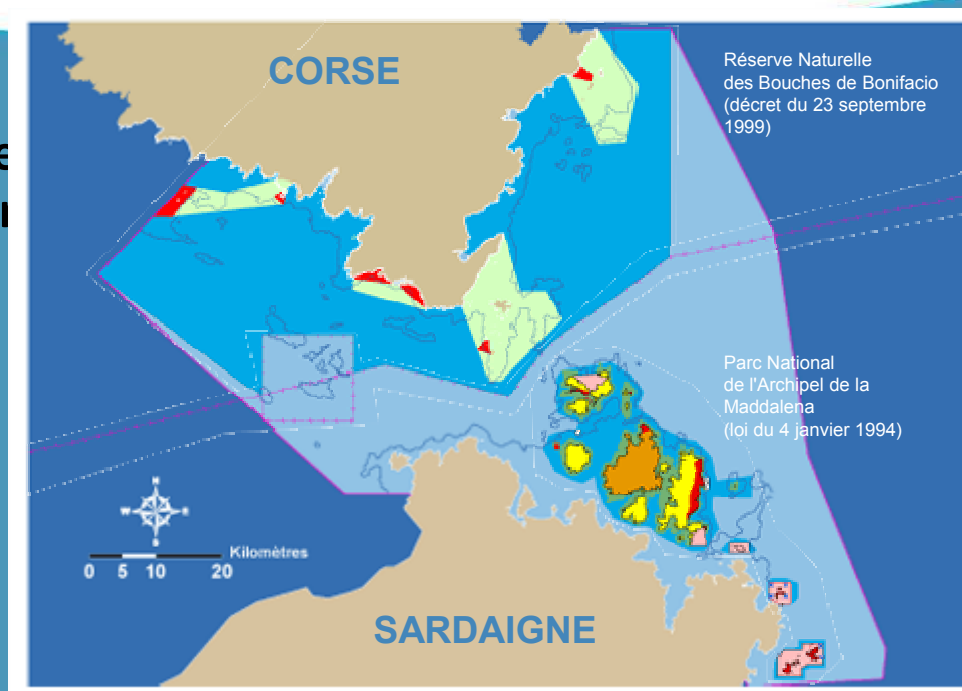 CORSE
Réserve Naturelle
des Bouches de Bonifacio
(décret du 23 septembre
1999)
Parc National
de l'Archipel de la
Maddalena
(loi du 4 janvier 1994)
N
W E
S
Kilomètres
0 5 10 20
SARDAIGNE